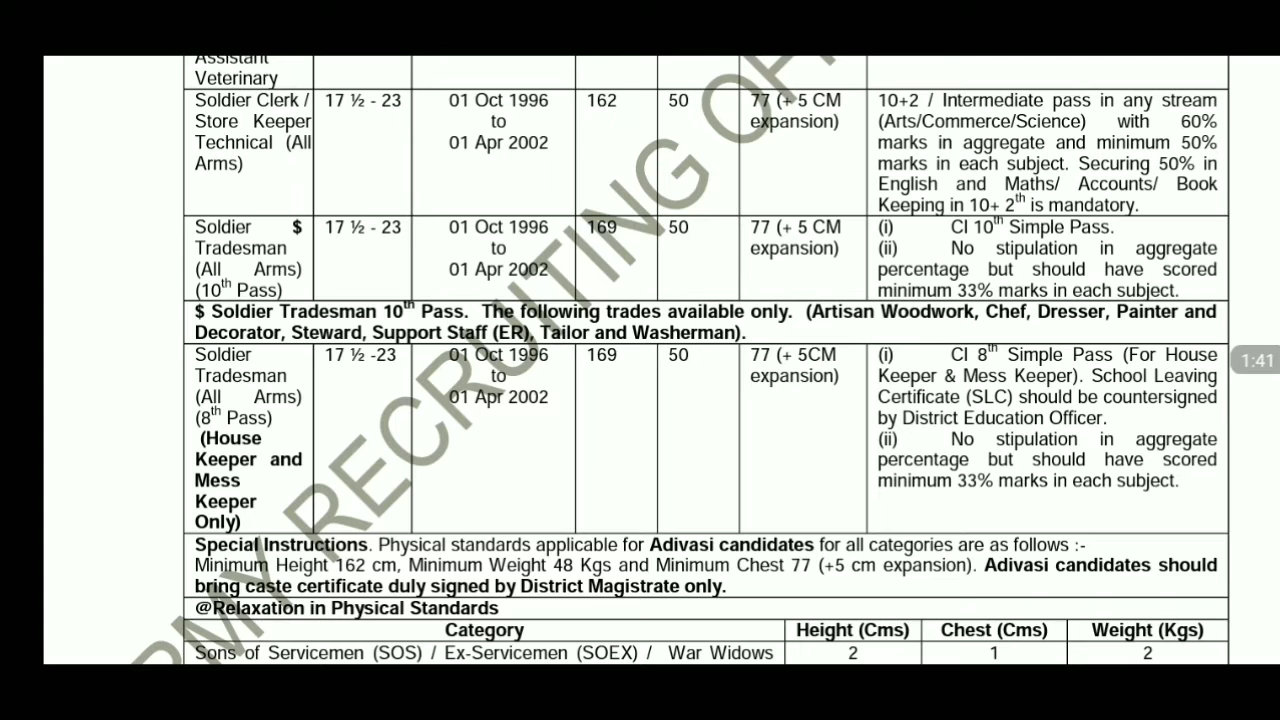 Assistant
Veterinary
Soldier Clerk / 17 ½ - 23 01 Oct 1996 162 50 77 (+ 5 CM 10+2 / Intermediate pass in any stream
Store Keeper to expansion) (Arts/Commerce/Science) with 60%
Technical (All 01 Apr 2002 marks in aggregate and minimum 50%
Arms) marks in each subject. Securing 50% in
English and Maths/ Accounts/ Book
Keeping in 10+ 2th is mandatory.
Soldier $ 17 ½ - 23 01 Oct 1996 169 50 77 (+ 5 CM (i) Cl 10th Simple Pass.
Tradesman to expansion) (ii) No stipulation in aggregate
(All Arms) 01 Apr 2002 percentage but should have scored
(10th Pass) minimum 33% marks in each subject.
$ Soldier Tradesman 10th Pass. The following trades available only. (Artisan Woodwork, Chef, Dresser, Painter and
Decorator, Steward, Support Staff (ER), Tailor and Washerman).
Soldier 17 ½ -23 01 Oct 1996 169 50 77 (+ 5CM (i) Cl 8th Simple Pass (For House
Tradesman to expansion) Keeper & Mess Keeper). School Leaving
(All Arms) 01 Apr 2002 Certificate (SLC) should be countersigned
(8th Pass) by District Education Officer.
(House (ii) No stipulation in aggregate
Keeper and percentage but should have scored
Mess minimum 33% marks in each subject.
Keeper
Only)
Special Instructions. Physical standards applicable for Adivasi candidates for all categories are as follows :-
Minimum Height 162 cm, Minimum Weight 48 Kgs and Minimum Chest 77 (+5 cm expansion). Adivasi candidates should
bring caste certificate duly signed by District Magistrate only.
@Relaxation in Physical Standards
Category Height (Cms) Chest (Cms) Weight (Kgs)
Sons of Servicemen (SOS) / Ex-Servicemen (SOEX) / War Widows 2 1 2
1:41
RMY RECRUITING OF